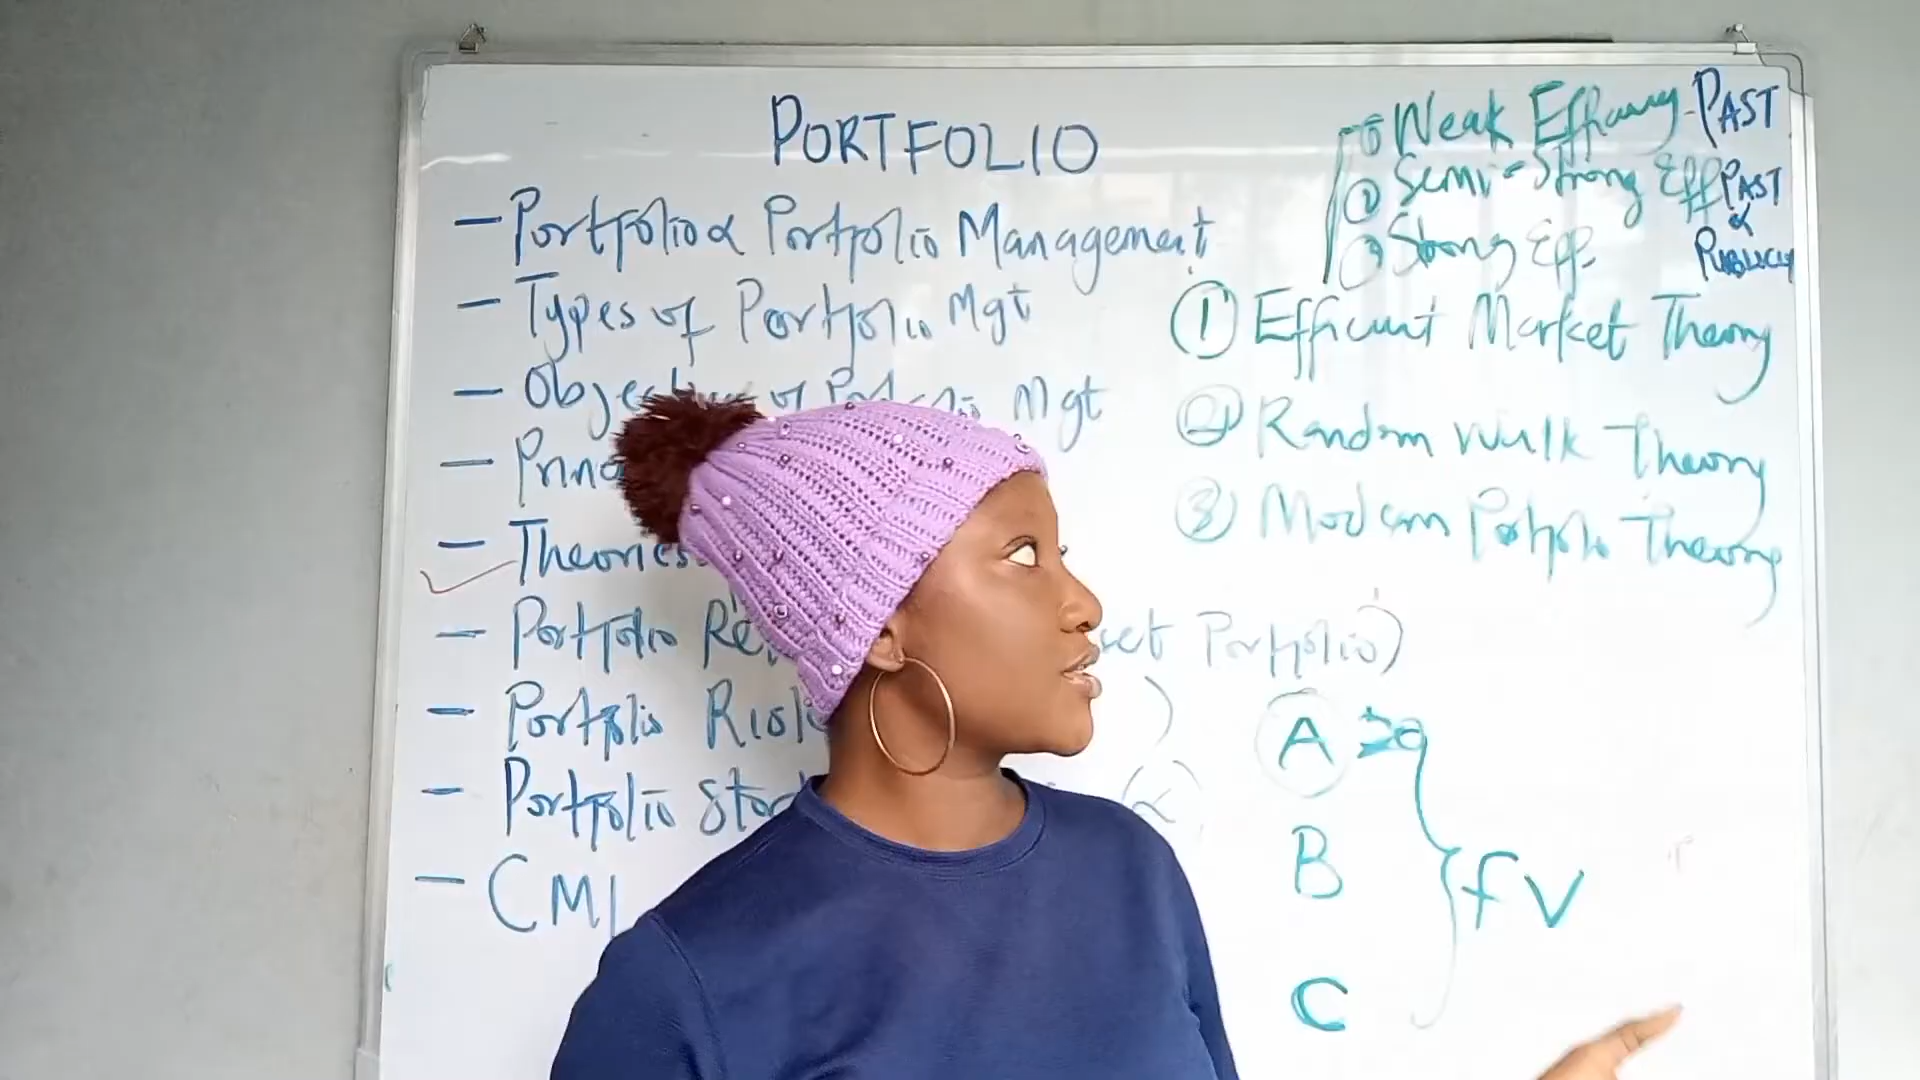 PORTFOLIO
– Portfolio & Portfolio Management
– Types of Portfolio Mgt
– of Mgt
–
– Theories
– Portfolio
– Portfolio
– Portfolio
– CML
Weak Efficiency - PAST
Semi-Strong Eff PAST & PUBLICLY
Strong Eff
① Efficient Market Theory
② Random Walk Theory
③ Modern Portfolio Theory
Portfolio)
)
(α)
A 20
B
C
FV